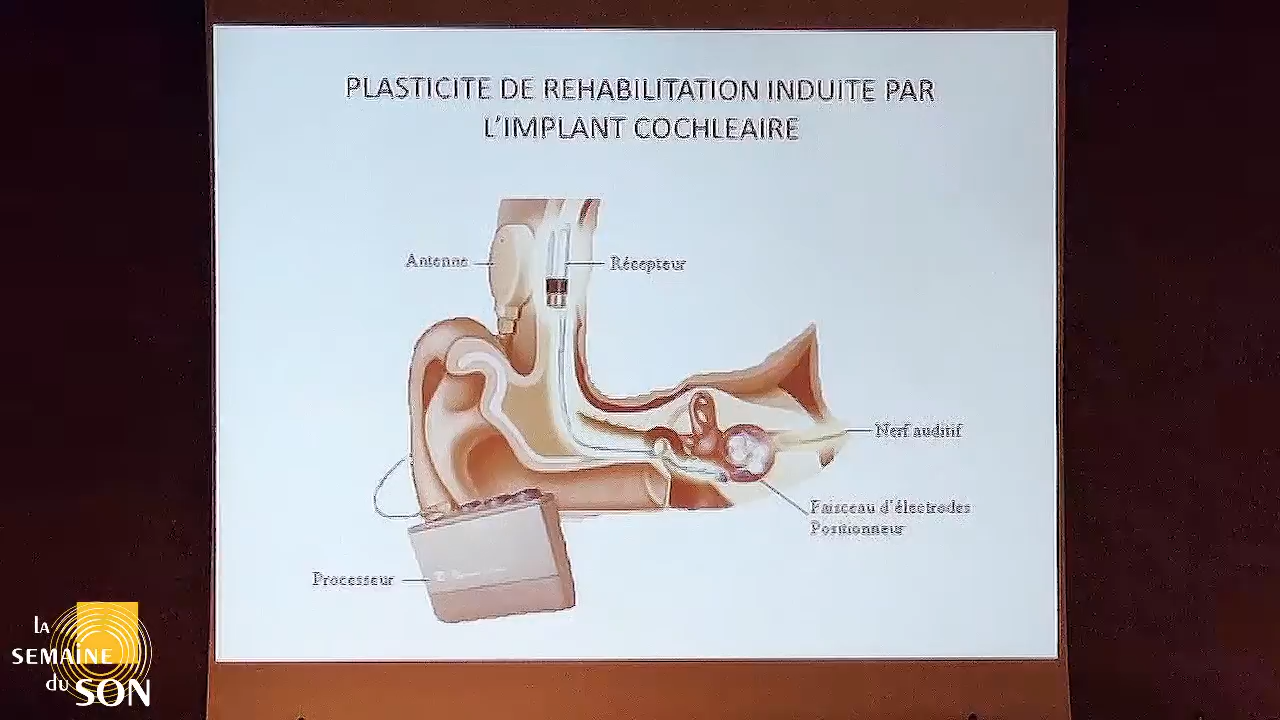 PLASTICITE DE REHABILITATION INDUITE PAR
L'IMPLANT COCHLEAIRE
Antenne
Récepteur
Nerf auditif
Faisceau d'électrodes
Positionneur
Processeur
la
SEMAiNE
du SON